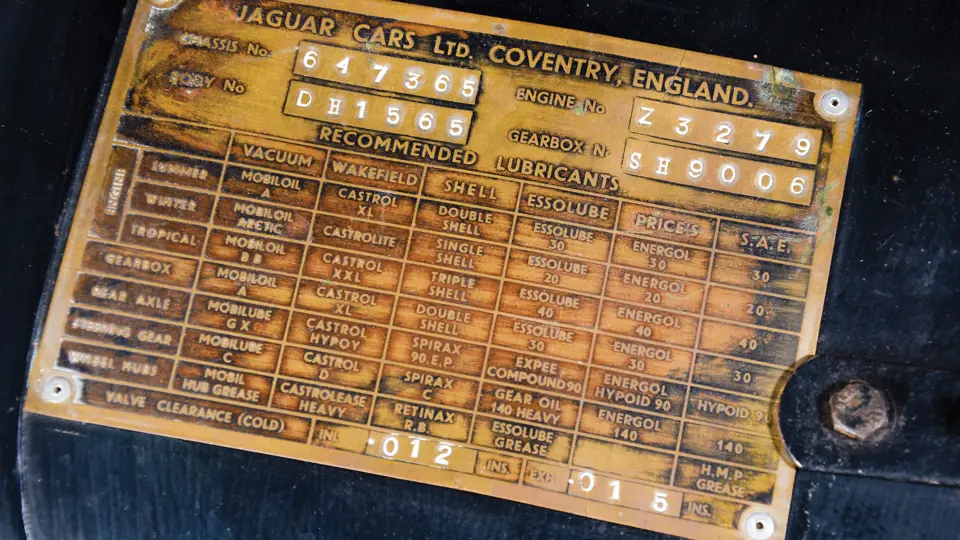 JAGUAR CARS LTD. COVENTRY, ENGLAND.
CHASSIS No. 647365 ENGINE No Z3279
BODY No DH1565 GEARBOX N· SH9006
RECOMMENDED LUBRICANTS
VACUUM WAKEFIELD SHELL ESSOLUBE PRICE'S S.A.E.
ENGINE SUMMER MOBILOIL A CASTROL XL DOUBLE SHELL ESSOLUBE 30 ENERGOL 30 30
WINTER MOBILOIL ARCTIC CASTROLITE SINGLE SHELL ESSOLUBE 20 ENERGOL 20 20
TROPICAL MOBILOIL BB CASTROL XXL TRIPLE SHELL ESSOLUBE 40 ENERGOL 40 40
GEARBOX MOBILOIL A CASTROL XL DOUBLE SHELL ESSOLUBE 30 ENERGOL 30 30
REAR AXLE MOBILUBE GX CASTROL HYPOY SPIRAX 90.E.P. EXPEE COMPOUND 90 ENERGOL HYPOID 90 HYPOID 90
STEERING GEAR MOBILUBE C CASTROL D SPIRAX C GEAR OIL 140 HEAVY ENERGOL 140 140
WHEEL HUBS MOBIL HUB GREASE CASTROLEASE HEAVY RETINAX R.B. ESSOLUBE GREASE H.M.P. GREASE
VALVE CLEARANCE (COLD) INL ·012 INS. EXH ·015 INS.